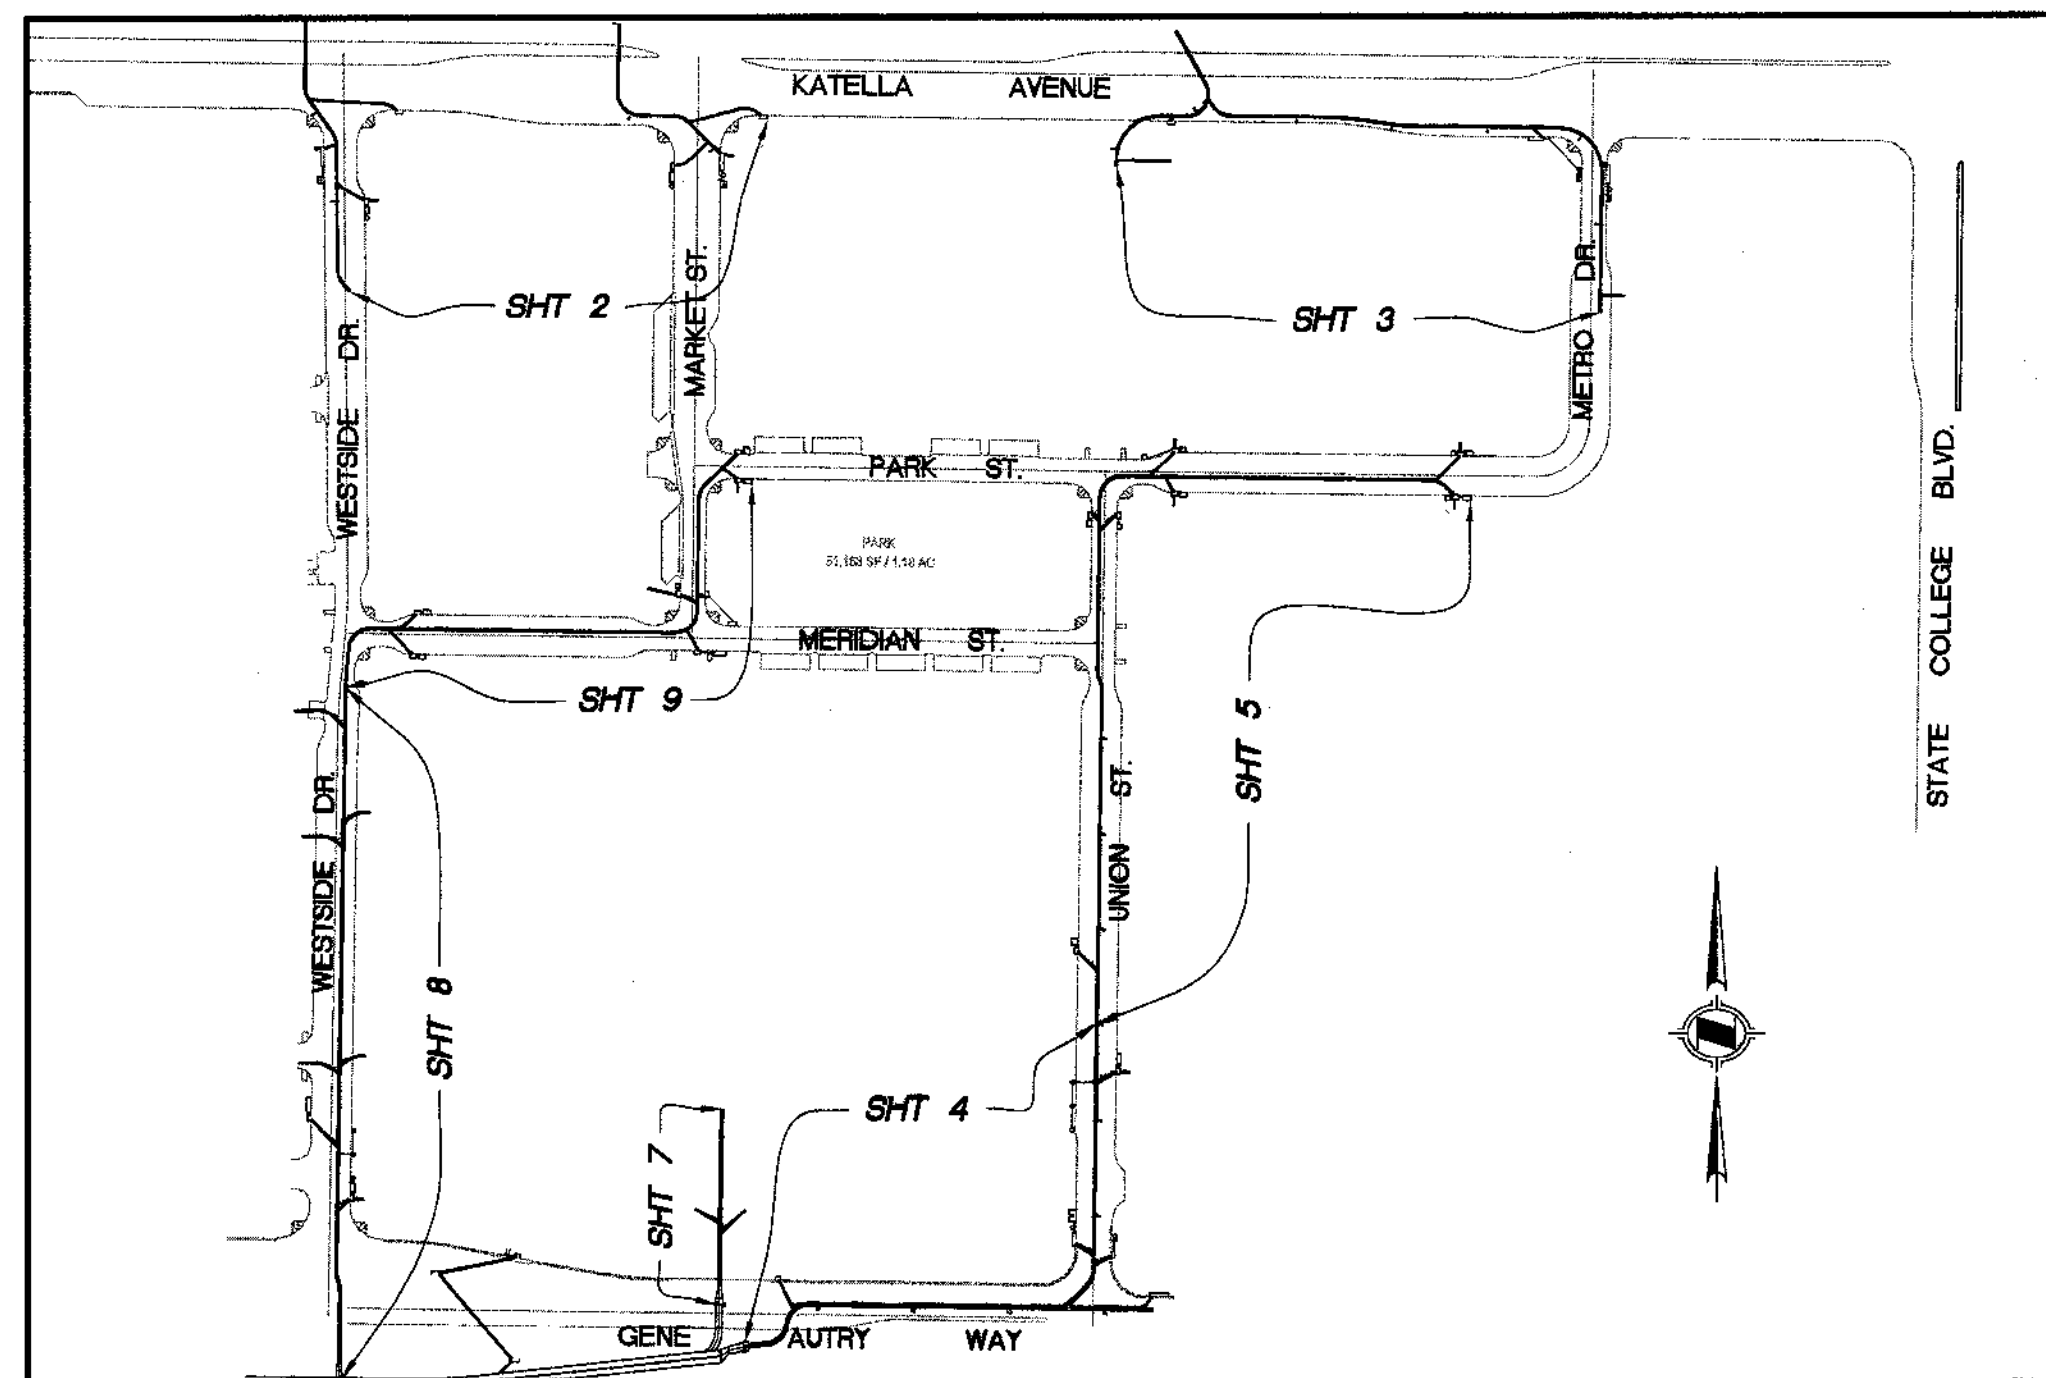 KATELLA AVENUE
SHT 2
MARKET ST.
SHT 3
METRO DR.
WESTSIDE DR.
PARK ST.
STATE COLLEGE BLVD.
PARK
MERIDIAN ST.
SHT 9
SHT 5
WESTSIDE DR.
UNION ST.
SHT 8
SHT 4
SHT 7
GENE AUTRY WAY